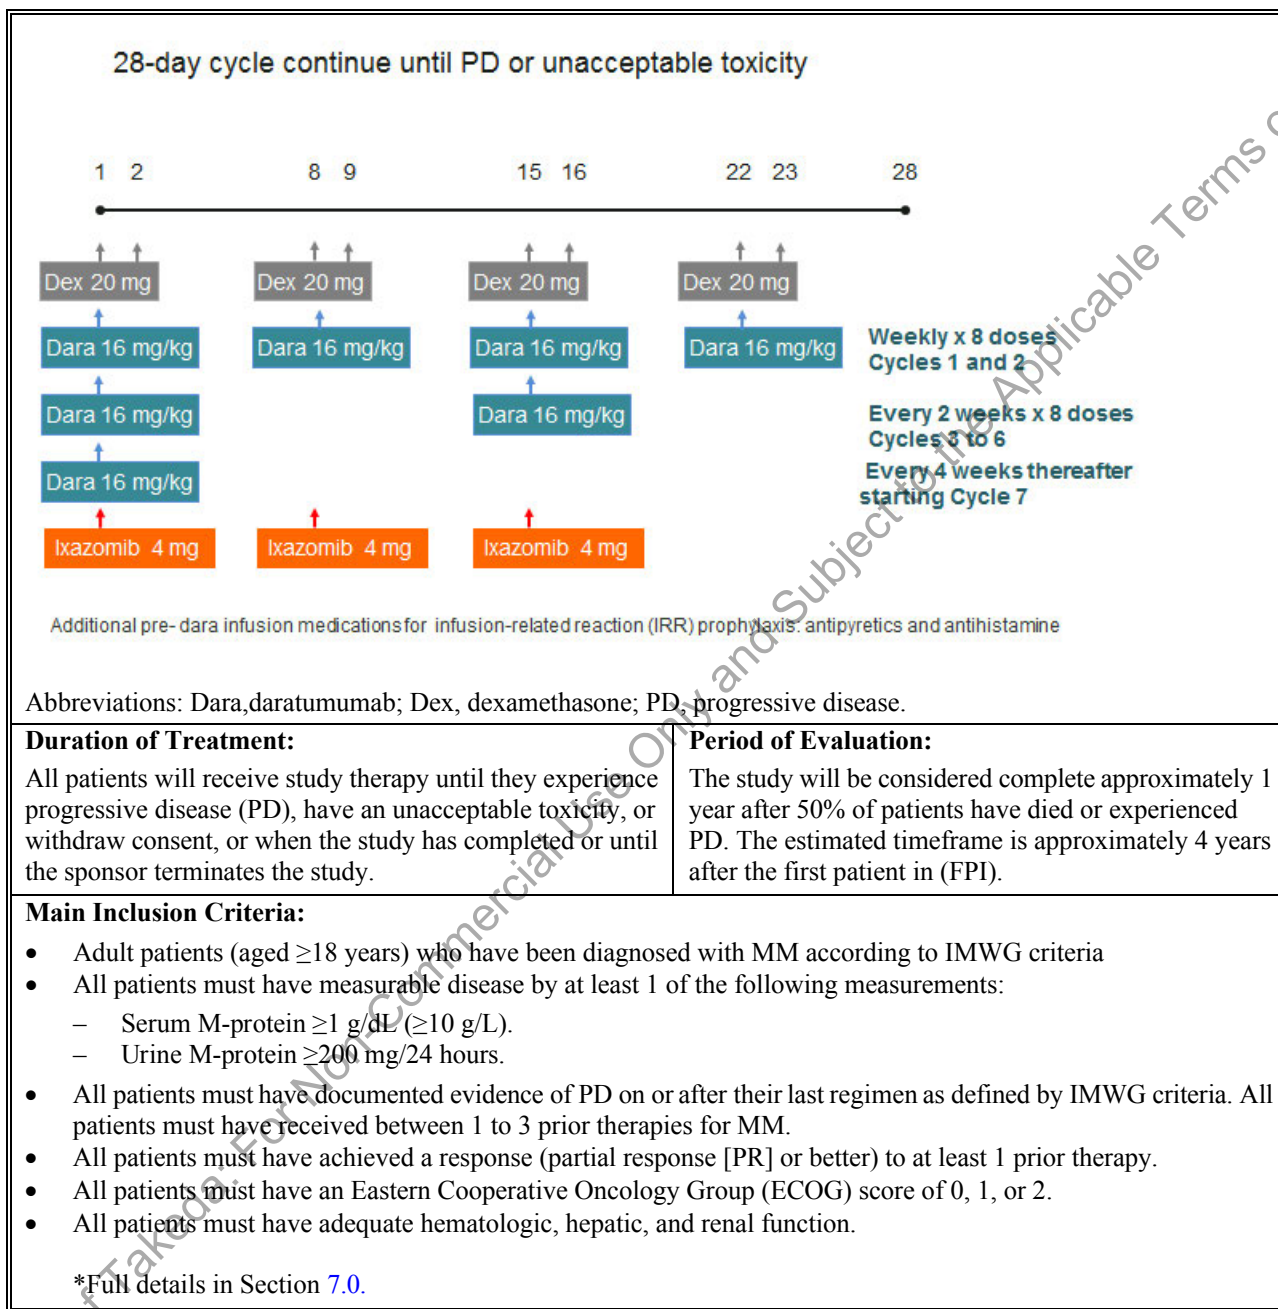 28-day cycle continue until PD or unacceptable toxicity
1 2 8 9 15 16 22 23 28
Dex 20 mg Dex 20 mg Dex 20 mg Dex 20 mg
Dara 16 mg/kg Dara 16 mg/kg Dara 16 mg/kg Dara 16 mg/kg Weekly x 8 doses
Cycles 1 and 2
Dara 16 mg/kg Dara 16 mg/kg Every 2 weeks x 8 doses
Cycles 3 to 6
Dara 16 mg/kg Every 4 weeks thereafter
starting Cycle 7
Ixazomib 4 mg Ixazomib 4 mg Ixazomib 4 mg
Additional pre- dara infusion medications for infusion-related reaction (IRR) prophylaxis: antipyretics and antihistamine
Abbreviations: Dara,daratumumab; Dex, dexamethasone; PD, progressive disease.
Duration of Treatment:
All patients will receive study therapy until they experience
progressive disease (PD), have an unacceptable toxicity, or
withdraw consent, or when the study has completed or until
the sponsor terminates the study.
Period of Evaluation:
The study will be considered complete approximately 1
year after 50% of patients have died or experienced
PD. The estimated timeframe is approximately 4 years
after the first patient in (FPI).
Main Inclusion Criteria:
• Adult patients (aged ≥18 years) who have been diagnosed with MM according to IMWG criteria
• All patients must have measurable disease by at least 1 of the following measurements:
– Serum M-protein ≥1 g/dL (≥10 g/L).
– Urine M-protein ≥200 mg/24 hours.
• All patients must have documented evidence of PD on or after their last regimen as defined by IMWG criteria. All
patients must have received between 1 to 3 prior therapies for MM.
• All patients must have achieved a response (partial response [PR] or better) to at least 1 prior therapy.
• All patients must have an Eastern Cooperative Oncology Group (ECOG) score of 0, 1, or 2.
• All patients must have adequate hematologic, hepatic, and renal function.
*Full details in Section 7.0.
f Takeda: For Non-Commercial Use Only and Subject to the Applicable Terms o